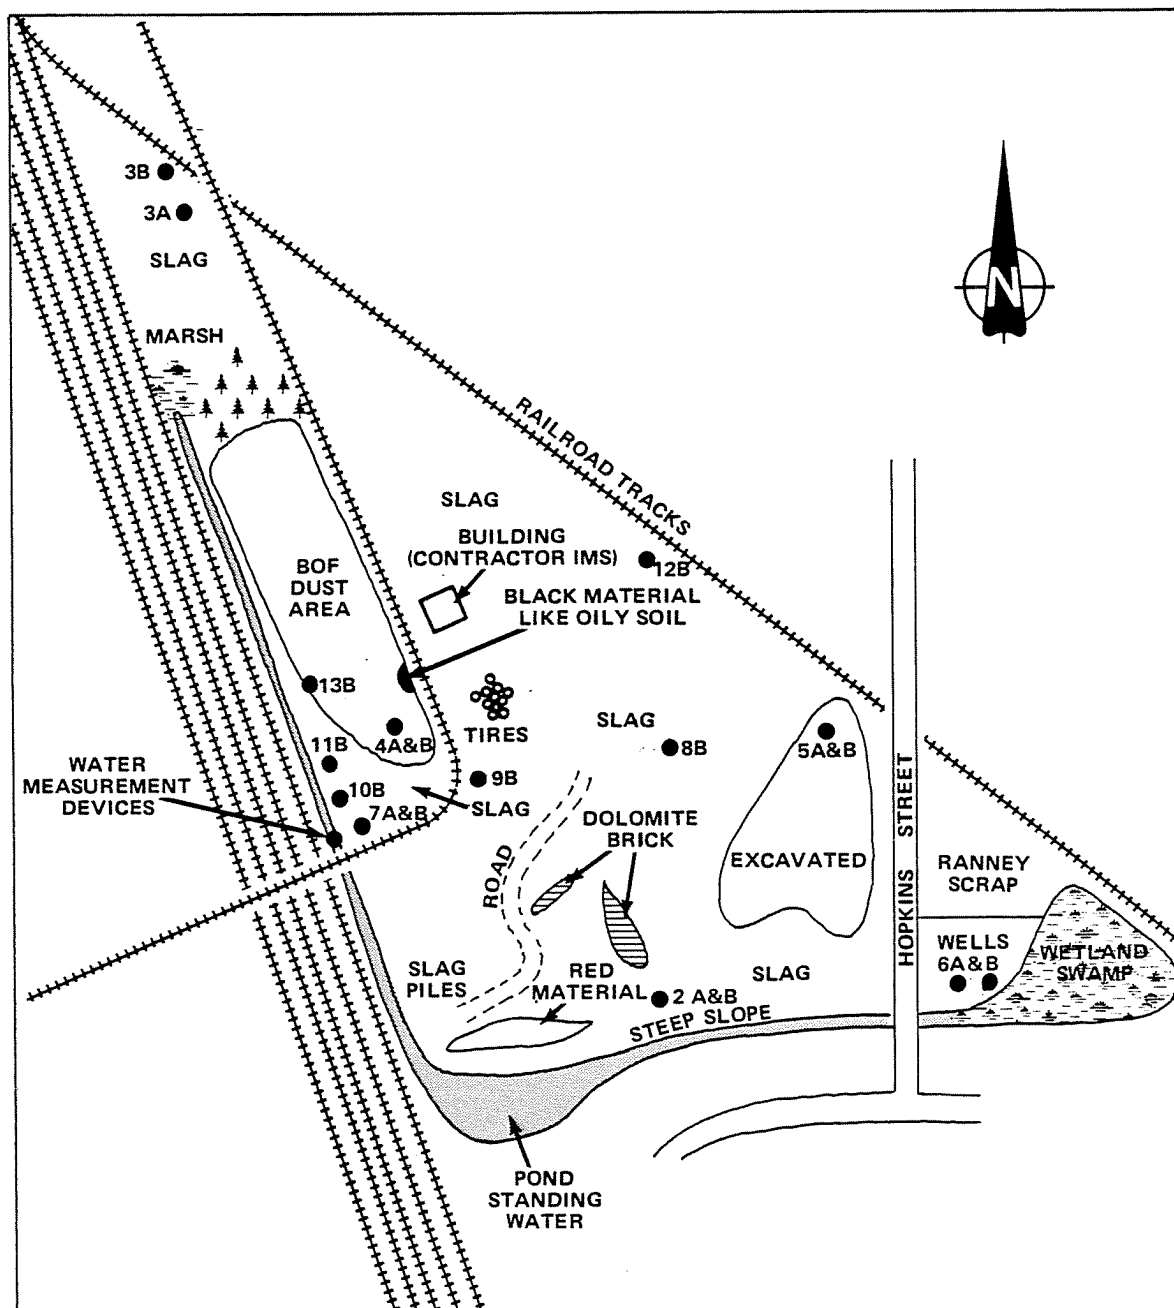 3B
3A
SLAG
N
MARSH
RAILROAD TRACKS
SLAG
BUILDING
(CONTRACTOR IMS)
12B
BOF
DUST
AREA
BLACK MATERIAL
LIKE OILY SOIL
13B
4A&B
TIRES
SLAG
8B
5A&B
11B
WATER
MEASUREMENT
DEVICES
10B
9B
7A&B
SLAG
DOLOMITE
BRICK
ROAD
EXCAVATED
HOPKINS STREET
RANNEY
SCRAP
WELLS
6A&B
WETLAND
SWAMP
SLAG
PILES
RED
MATERIAL
SLAG
2 A&B
STEEP SLOPE
POND
STANDING
WATER